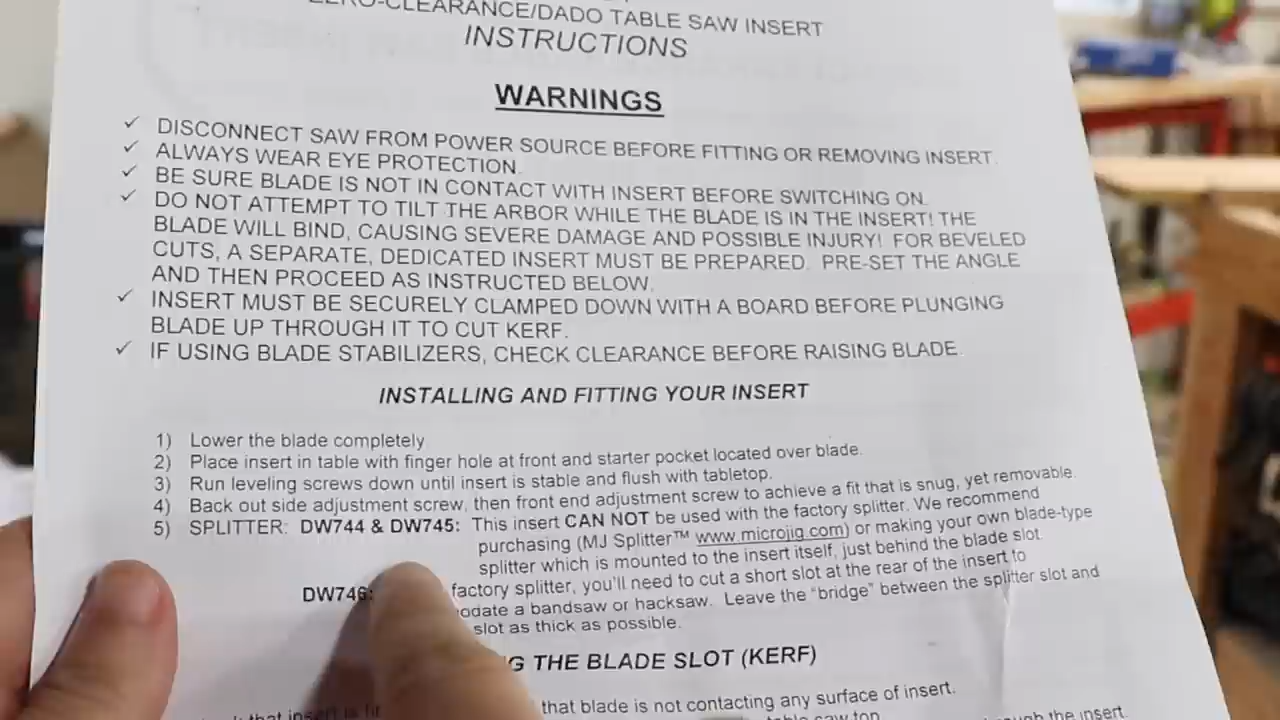 -CLEARANCE/DADO TABLE SAW INSERT
INSTRUCTIONS
WARNINGS
✓ DISCONNECT SAW FROM POWER SOURCE BEFORE FITTING OR REMOVING INSERT.
✓ ALWAYS WEAR EYE PROTECTION.
✓ BE SURE BLADE IS NOT IN CONTACT WITH INSERT BEFORE SWITCHING ON.
✓ DO NOT ATTEMPT TO TILT THE ARBOR WHILE THE BLADE IS IN THE INSERT! THE
BLADE WILL BIND, CAUSING SEVERE DAMAGE AND POSSIBLE INJURY! FOR BEVELED
CUTS, A SEPARATE, DEDICATED INSERT MUST BE PREPARED. PRE-SET THE ANGLE
AND THEN PROCEED AS INSTRUCTED BELOW.
✓ INSERT MUST BE SECURELY CLAMPED DOWN WITH A BOARD BEFORE PLUNGING
BLADE UP THROUGH IT TO CUT KERF.
✓ IF USING BLADE STABILIZERS, CHECK CLEARANCE BEFORE RAISING BLADE.
INSTALLING AND FITTING YOUR INSERT
1) Lower the blade completely
2) Place insert in table with finger hole at front and starter pocket located over blade.
3) Run leveling screws down until insert is stable and flush with tabletop.
4) Back out side adjustment screw, then front end adjustment screw to achieve a fit that is snug, yet removable.
5) SPLITTER: DW744 & DW745: This insert CAN NOT be used with the factory splitter. We recommend
purchasing (MJ Splitter™ www.microjig.com) or making your own blade-type
splitter which is mounted to the insert itself, just behind the blade slot.
DW746: factory splitter, you'll need to cut a short slot at the rear of the insert to
a bandsaw or hacksaw. Leave the "bridge" between the splitter slot and
slot as thick as possible.
THE BLADE SLOT (KERF)
that insert is that blade is not contacting any surface of insert.
table saw top the insert.